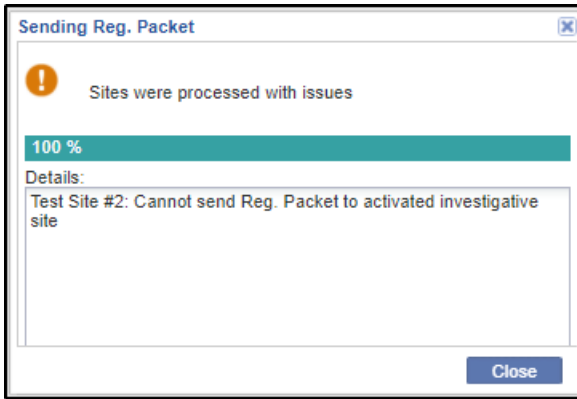 Sending Reg. Packet
Sites were processed with issues
100 %
Details:
Test Site #2: Cannot send Reg. Packet to activated investigative
site
Close